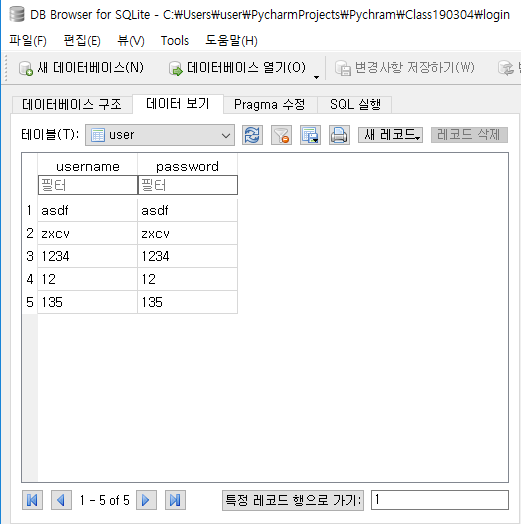 DB Browser for SQLite - C:₩Users₩user₩PycharmProjects₩Pychram₩Class190304₩login
파일(F) 편집(E) 뷰(V) Tools 도움말(H)
새 데이터베이스(N) 데이터베이스 열기(O) 변경사항 저장하기(W)
데이터베이스 구조 데이터 보기 Pragma 수정 SQL 실행
테이블(T): user 새 레코드 레코드 삭제
username password
필터 필터
1 asdf asdf
2 zxcv zxcv
3 1234 1234
4 12 12
5 135 135
1 - 5 of 5 특정 레코드 행으로 가기: 1